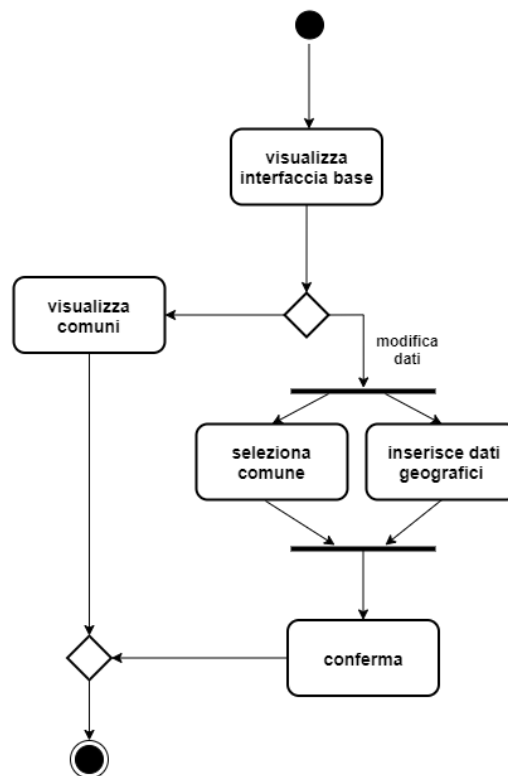 visualizza
interfaccia base
visualizza
comuni
modifica
dati
seleziona
comune
inserisce dati
geografici
conferma